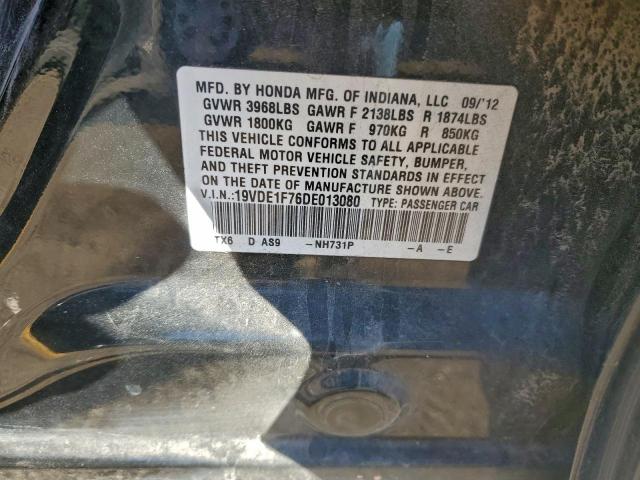 MFD. BY HONDA MFG. OF INDIANA, LLC 09/'12
GVWR 3968LBS GAWR F 2138LBS R 1874LBS
GVWR 1800KG GAWR F 970KG R 850KG
THIS VEHICLE CONFORMS TO ALL APPLICABLE
FEDERAL MOTOR VEHICLE SAFETY, BUMPER,
AND THEFT PREVENTION STANDARDS IN EFFECT
ON THE DATE OF MANUFACTURE SHOWN ABOVE.
V.I.N.:19VDE1F76DE013080 TYPE: PASSENGER CAR
TX6 D AS9 -NH731P -A -E